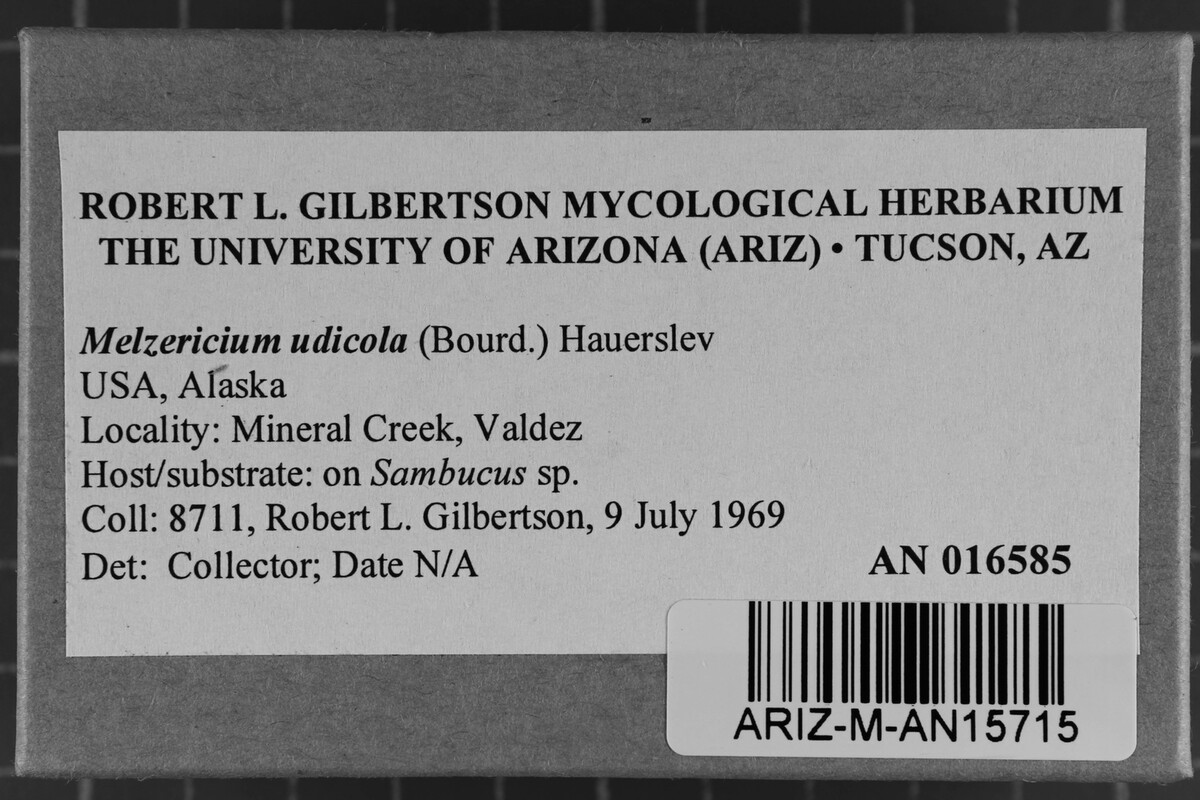 ROBERT L. GILBERTSON MYCOLOGICAL HERBARIUM
THE UNIVERSITY OF ARIZONA (ARIZ) • TUCSON, AZ
Melzericium udicola (Bourd.) Hauerslev
USA, Alaska
Locality: Mineral Creek, Valdez
Host/substrate: on Sambucus sp.
Coll: 8711, Robert L. Gilbertson, 9 July 1969
Det: Collector; Date N/A
AN 016585
ARIZ-M-AN15715